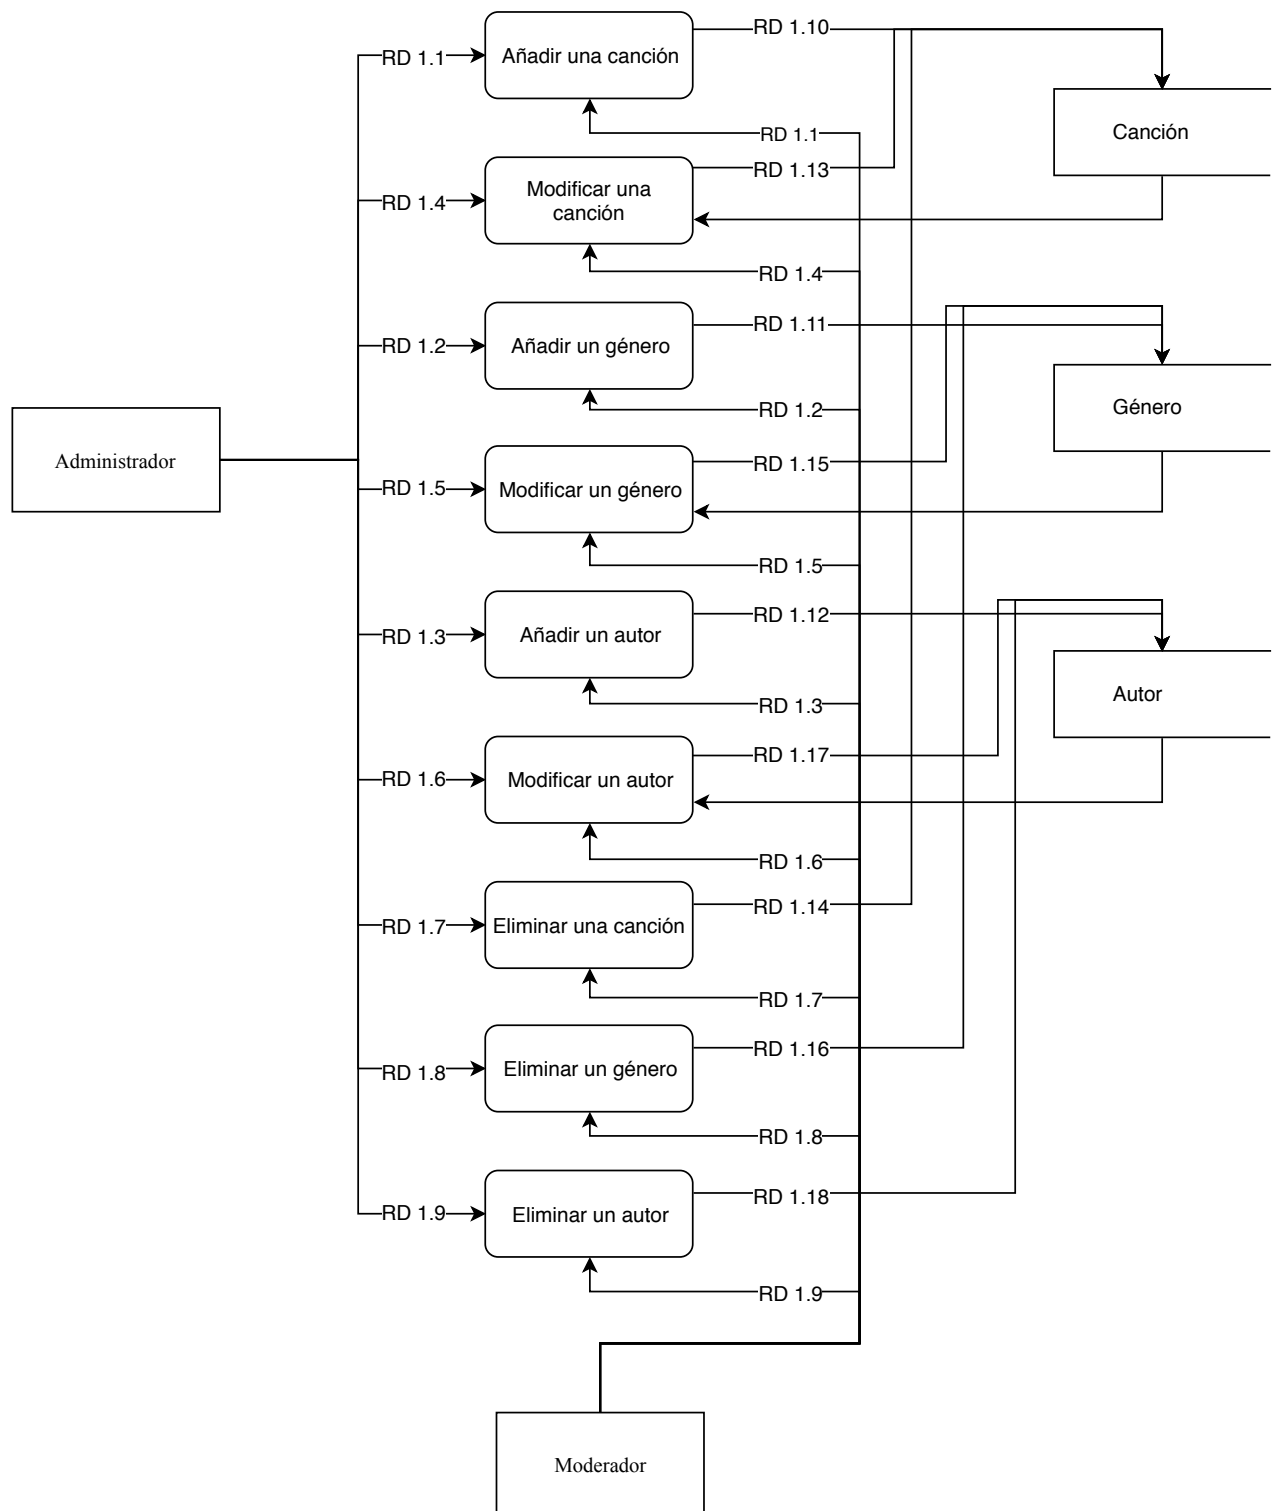 RD 1.10
RD 1.1
Añadir una canción
Canción
RD 1.1
RD 1.13
RD 1.4
Modificar una
canción
RD 1.4
RD 1.11
RD 1.2
Añadir un género
Género
RD 1.2
Administrador
RD 1.15
RD 1.5
Modificar un género
RD 1.5
RD 1.12
RD 1.3
Añadir un autor
Autor
RD 1.3
RD 1.17
RD 1.6
Modificar un autor
RD 1.6
RD 1.14
RD 1.7
Eliminar una canción
RD 1.7
RD 1.16
RD 1.8
Eliminar un género
RD 1.8
RD 1.18
RD 1.9
Eliminar un autor
RD 1.9
Moderador